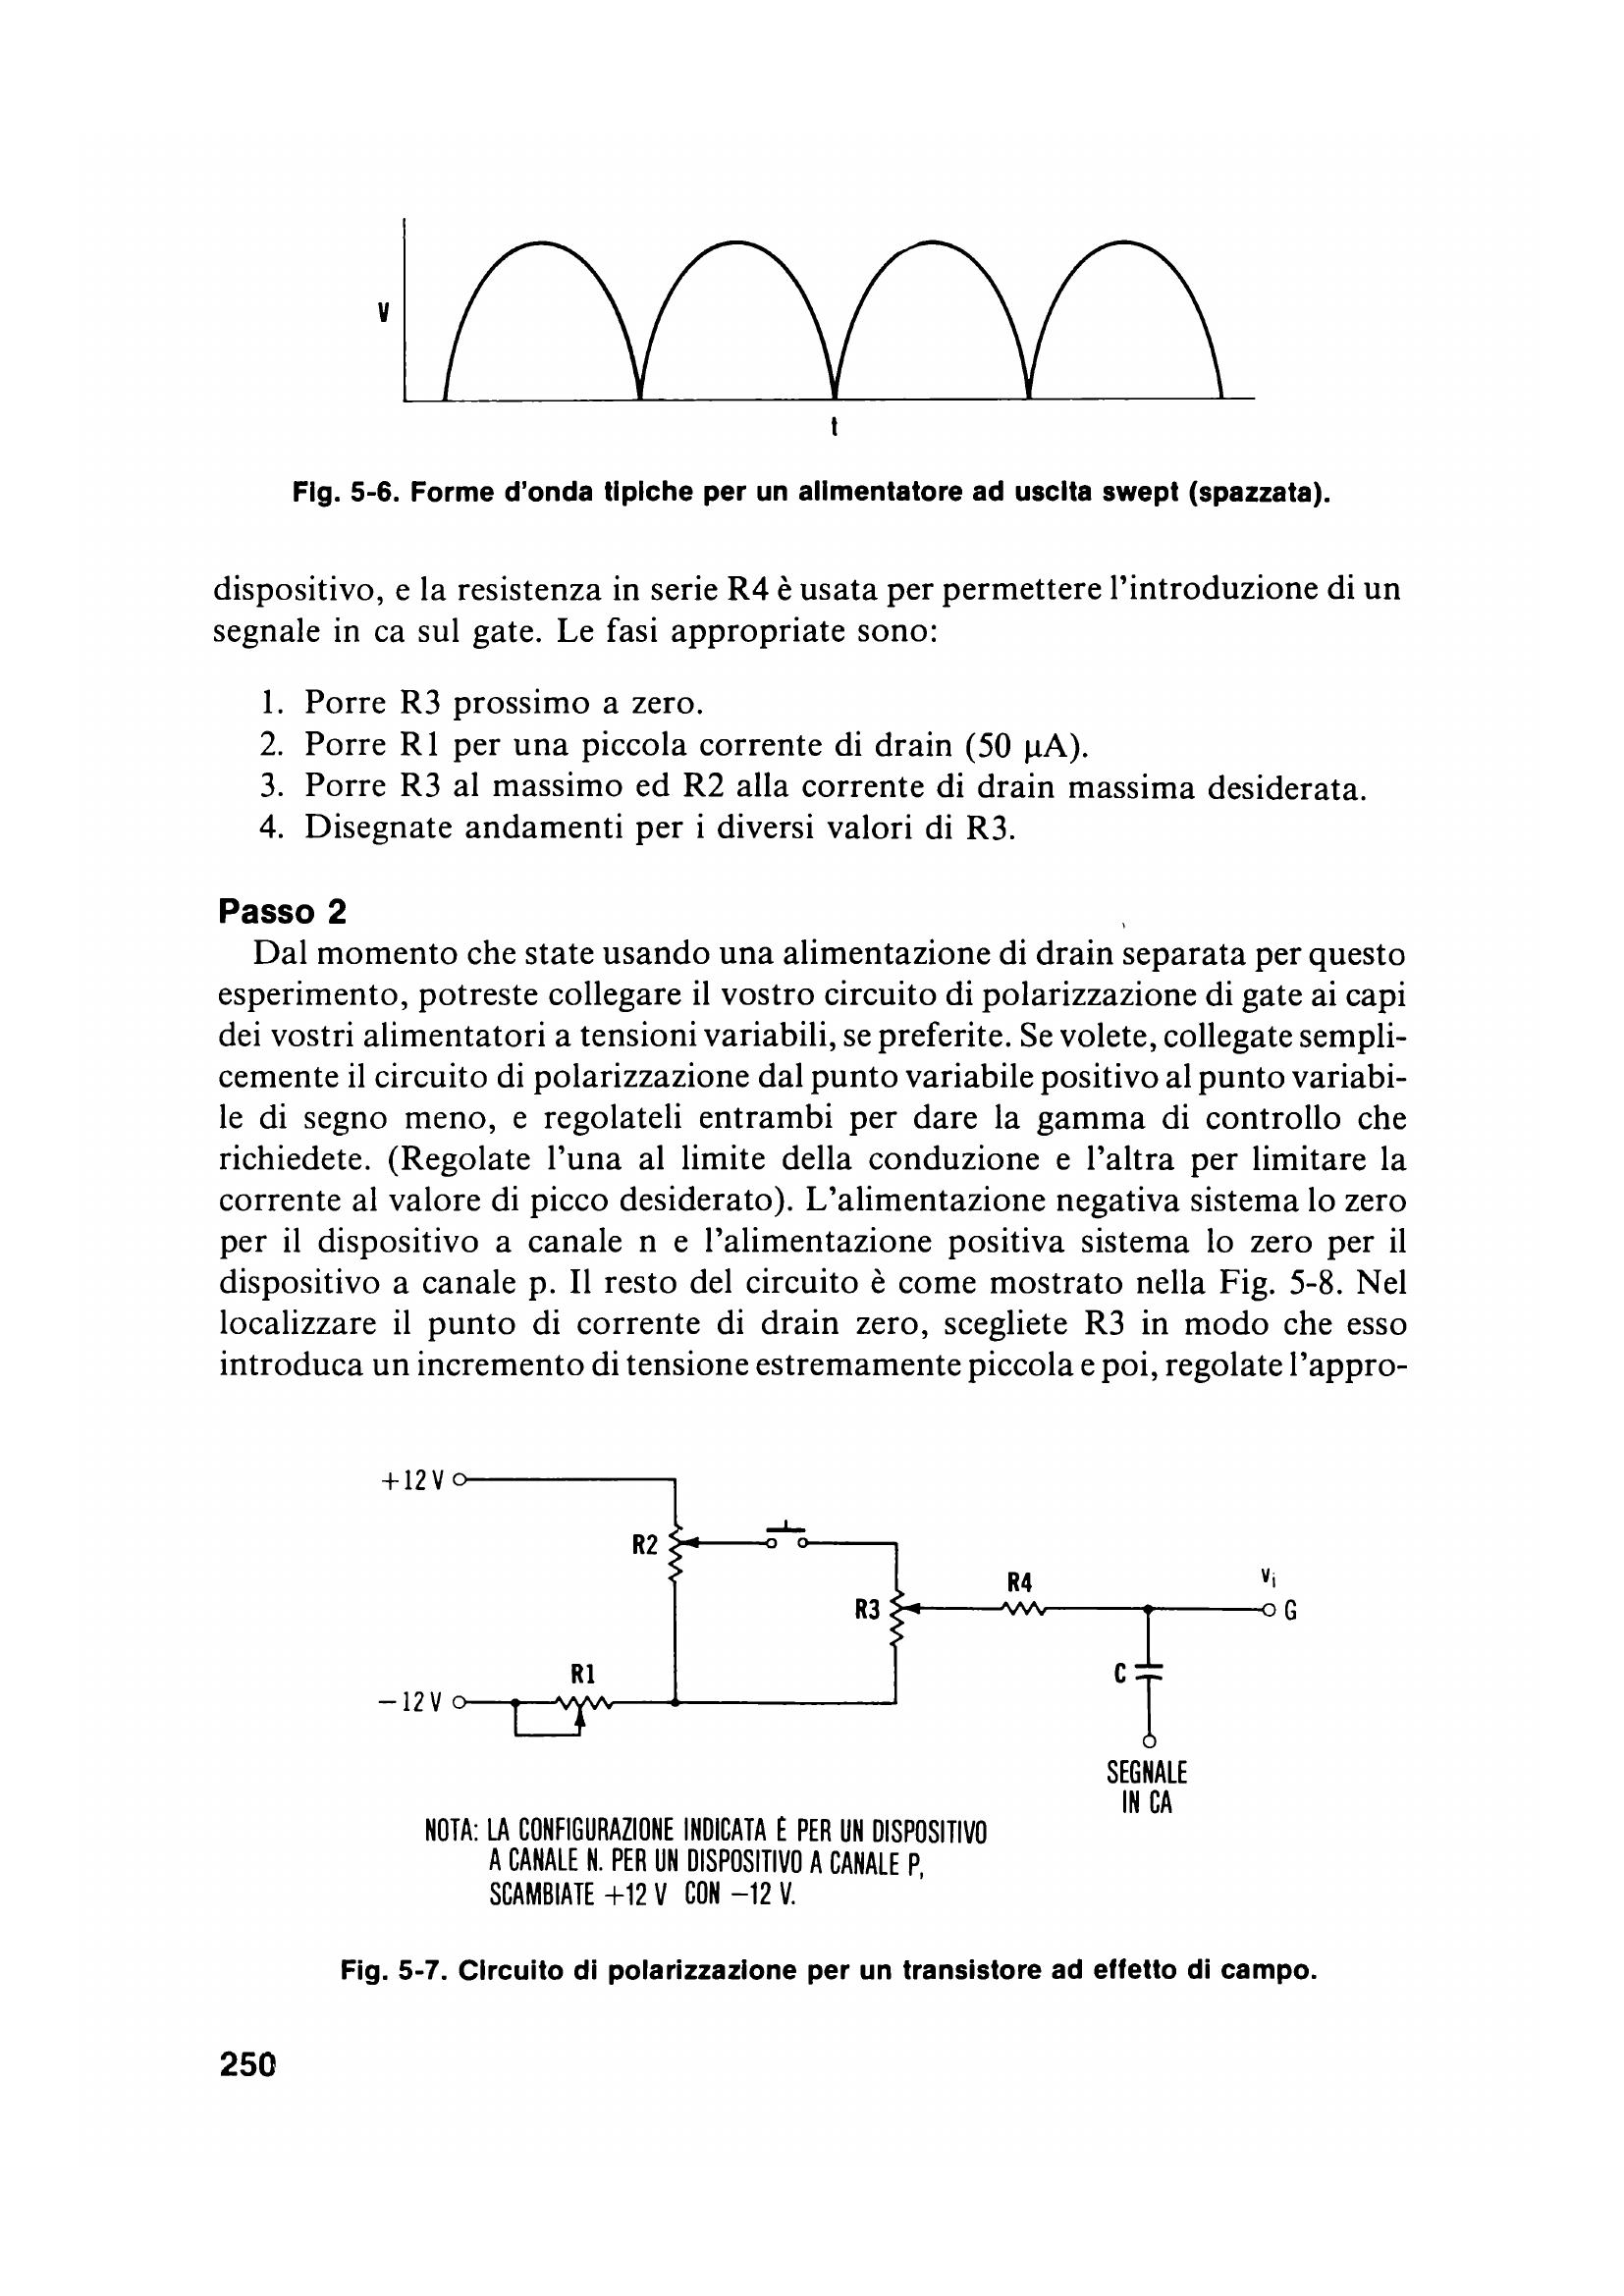 V
t
Fig. 5-6. Forme d'onda tipiche per un alimentatore ad uscita swept (spazzata).
dispositivo, e la resistenza in serie R4 è usata per permettere l'introduzione di un
segnale in ca sul gate. Le fasi appropriate sono:
1. Porre R3 prossimo a zero.
2. Porre R1 per una piccola corrente di drain (50 µA).
3. Porre R3 al massimo ed R2 alla corrente di drain massima desiderata.
4. Disegnate andamenti per i diversi valori di R3.
Passo 2
Dal momento che state usando una alimentazione di drain separata per questo
esperimento, potreste collegare il vostro circuito di polarizzazione di gate ai capi
dei vostri alimentatori a tensioni variabili, se preferite. Se volete, collegate sempli-
cemente il circuito di polarizzazione dal punto variabile positivo al punto variabi-
le di segno meno, e regolateli entrambi per dare la gamma di controllo che
richiedete. (Regolate l'una al limite della conduzione e l'altra per limitare la
corrente al valore di picco desiderato). L'alimentazione negativa sistema lo zero
per il dispositivo a canale n e l'alimentazione positiva sistema lo zero per il
dispositivo a canale p. Il resto del circuito è come mostrato nella Fig. 5-8. Nel
localizzare il punto di corrente di drain zero, scegliete R3 in modo che esso
introduca un incremento di tensione estremamente piccola e poi, regolate l'appro-
+12 V
R2
R4
Vi
R3
G
R1
C
−12 V
SEGNALE
IN CA
NOTA: LA CONFIGURAZIONE INDICATA È PER UN DISPOSITIVO
A CANALE N. PER UN DISPOSITIVO A CANALE P,
SCAMBIATE +12 V CON −12 V.
Fig. 5-7. Circuito di polarizzazione per un transistore ad effetto di campo.
250